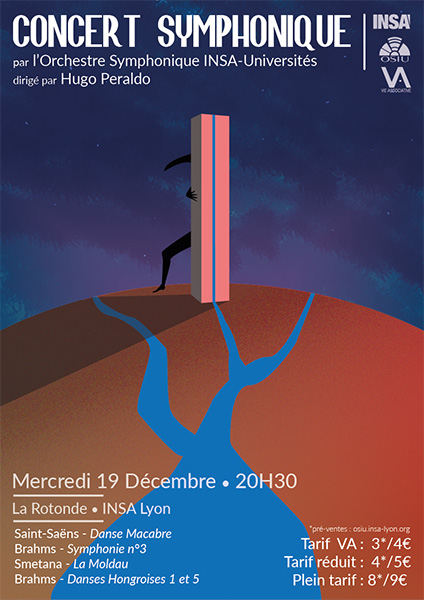 CONCERT SYMPHONIQUE
par l'Orchestre Symphonique INSA-Universités
dirigé par Hugo Peraldo
INSA
OSIU
VA
VIE ASSOCIATIVE
Mercredi 19 Décembre • 20H30
La Rotonde • INSA Lyon
Saint-Saëns - Danse Macabre
Brahms - Symphonie n°3
Smetana - La Moldau
Brahms - Danses Hongroises 1 et 5
*pré-ventes : osiu.insa-lyon.org
Tarif VA : 3*/4€
Tarif réduit : 4*/5€
Plein tarif : 8*/9€